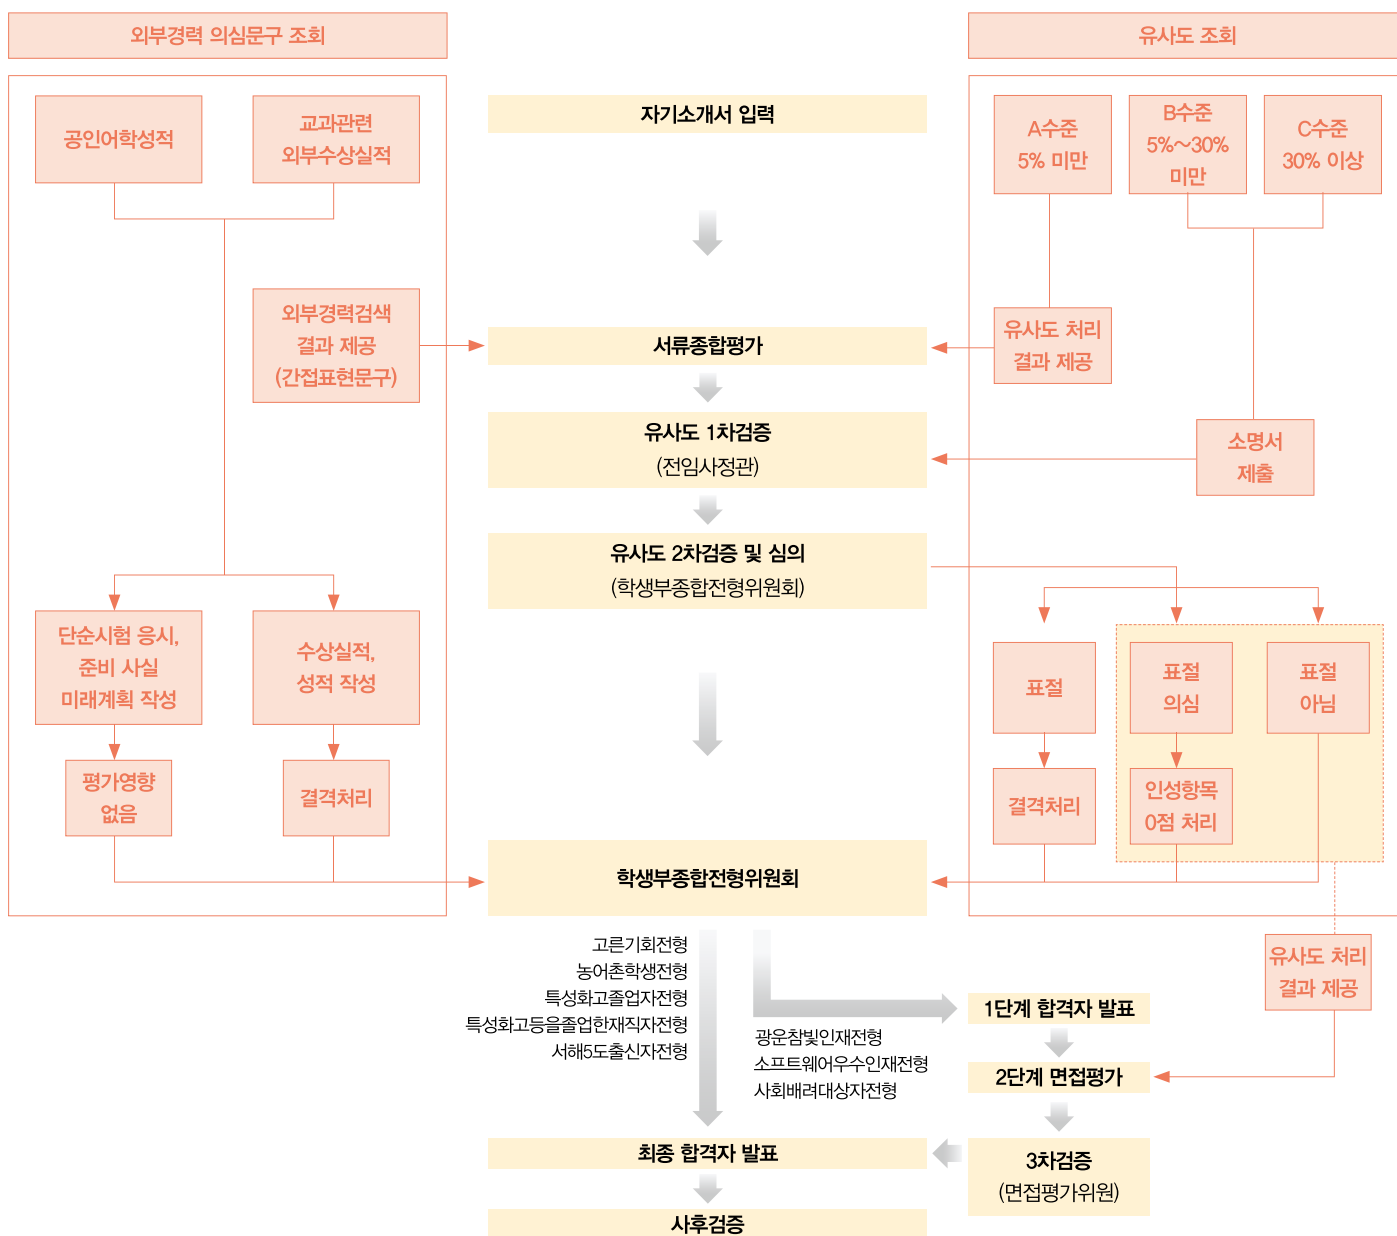 외부경력 의심문구 조회
공인어학성적
교과관련
외부수상실적
외부경력검색
결과 제공
(간접표현문구)
단순시험 응시,
준비 사실
미래계획 작성
수상실적,
성적 작성
평가영향
없음
결격처리
자기소개서 입력
서류종합평가
유사도 1차검증
(전임사정관)
유사도 2차검증 및 심의
(학생부종합전형위원회)
학생부종합전형위원회
유사도 조회
A수준
5% 미만
B수준
5%~30%
미만
C수준
30% 이상
유사도 처리
결과 제공
소명서
제출
표절
표절
의심
표절
아님
결격처리
인성항목
0점 처리
유사도 처리
결과 제공
고른기회전형
농어촌학생전형
특성화고졸업자전형
특성화고등을졸업한재직자전형
서해5도출신자전형
광운참빛인재전형
소프트웨어우수인재전형
사회배려대상자전형
1단계 합격자 발표
2단계 면접평가
3차검증
(면접평가위원)
최종 합격자 발표
사후검증